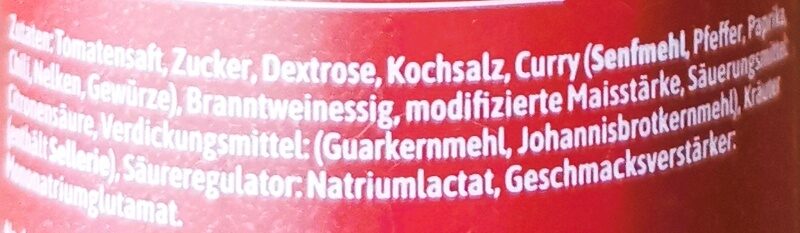 Zutaten: Tomatensaft, Zucker, Dextrose, Kochsalz, Curry (Senfmehl, Pfeffer, Paprika,
Chili, Nelken, Gewürze), Branntweinessig, modifizierte Maisstärke, Säuerungsmittel:
Citronensäure, Verdickungsmittel: (Guarkernmehl, Johannisbrotkernmehl), Kräuter
(enthält Sellerie), Säureregulator: Natriumlactat, Geschmacksverstärker:
Mononatriumglutamat.